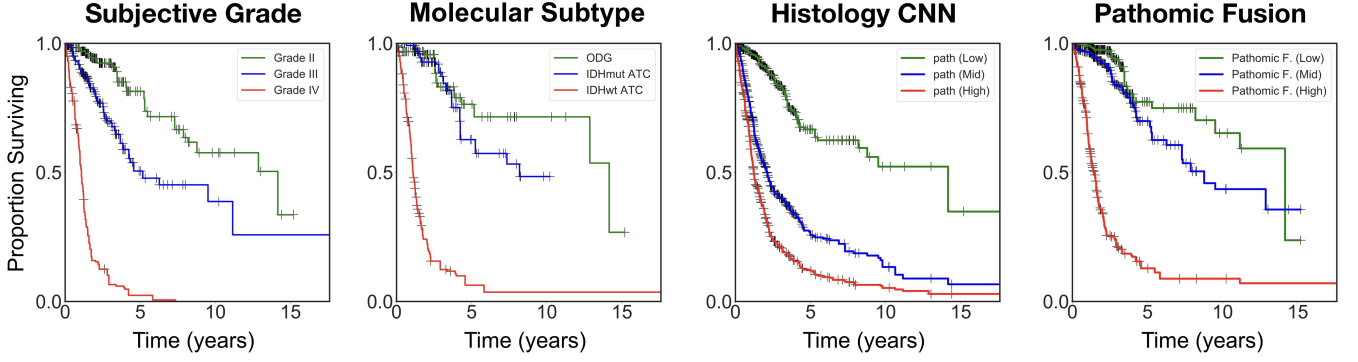 Subjective Grade
Molecular Subtype
Histology CNN
Pathomic Fusion
Proportion Surviving
1.0
0.5
0.0
Grade II
Grade III
Grade IV
0 5 10 15
Time (years)
1.0
0.5
0.0
ODG
IDHmut ATC
IDHwt ATC
0 5 10 15
Time (years)
1.0
0.5
0.0
path (Low)
path (Mid)
path (High)
0 5 10 15
Time (years)
1.0
0.5
0.0
Pathomic F. (Low)
Pathomic F. (Mid)
Pathomic F. (High)
0 5 10 15
Time (years)